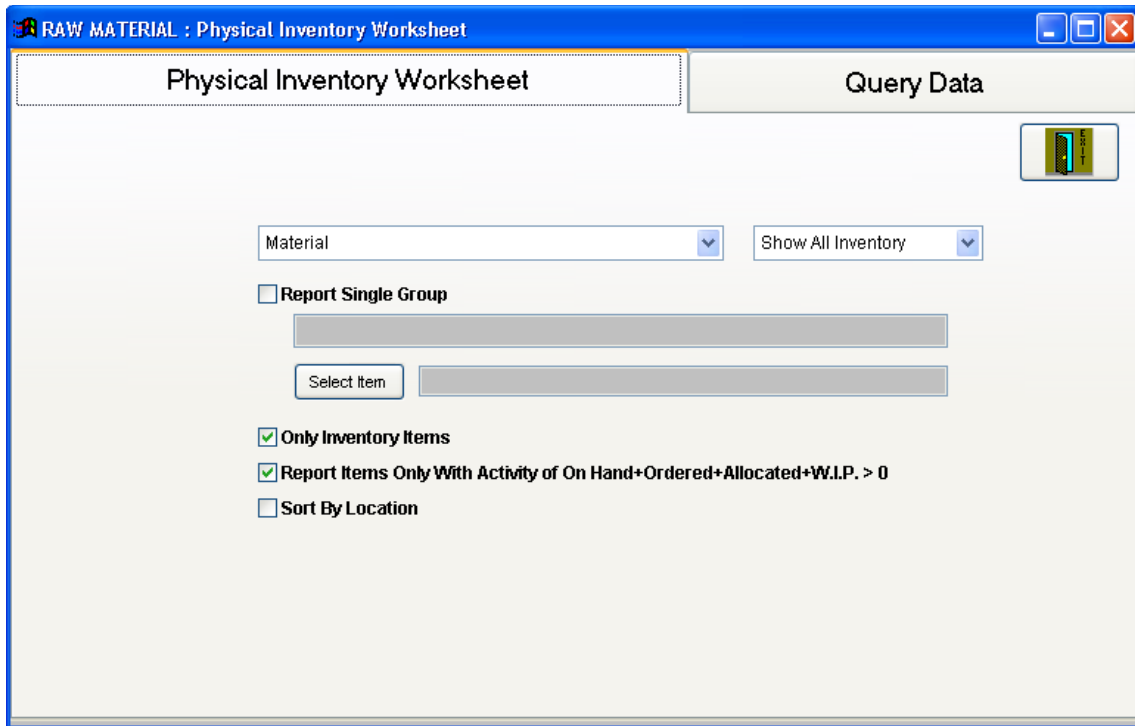 RAW MATERIAL : Physical Inventory Worksheet
Physical Inventory Worksheet
Query Data
EXIT
Material
Show All Inventory
Report Single Group
Select Item
Only Inventory Items
Report Items Only With Activity of On Hand+Ordered+Allocated+W.I.P. > 0
Sort By Location